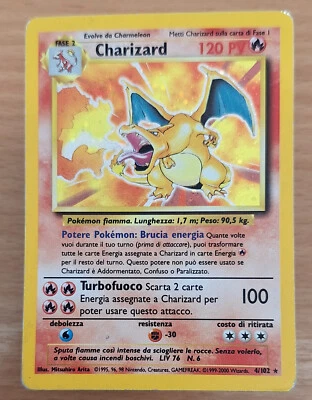 Evolve da Charmeleon
Metti Charizard sulla carta di Fase 1
FASE 2
Charizard
120 PV
Pokémon fiamma. Lunghezza: 1,7 m; Peso: 90,5 kg.
Potere Pokémon: Brucia energia Quante volte
vuoi durante il tuo turno (prima di attaccare), puoi trasformare
tutte le carte Energia assegnate a Charizard in carte Energia
per il resto del turno. Questo potere non può essere usato se
Charizard è Addormentato, Confuso o Paralizzato.
Turbofuoco Scarta 2 carte
Energia assegnate a Charizard per
poter usare questo attacco.
100
debolezza
resistenza
costo di ritirata
-30
Sputa fiamme così intense da sciogliere le rocce. Senza volerlo,
a volte causa incendi boschivi. LIV 76 N. 6
Illus. Mitsuhiro Arita
©1995, 96, 98 Nintendo, Creatures, GAMEFREAK. ©1999-2000 Wizards.
4/102